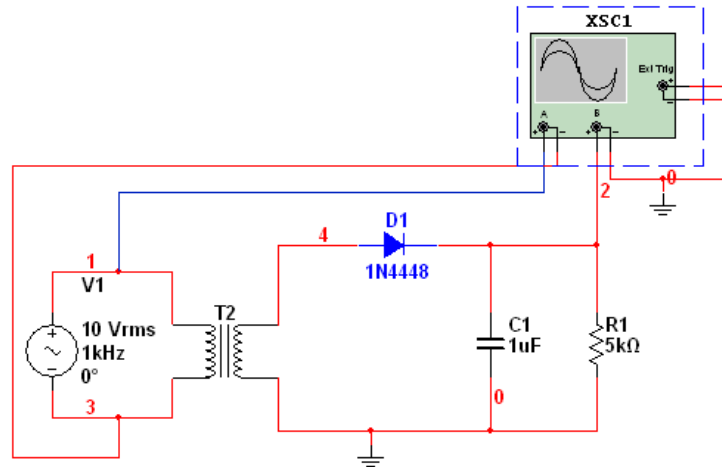 XSC1
Ext Trig
+
-
A
B
+ -
+ -
2
0
D1
4
1N4448
1
V1
T2
+
10 Vrms
1kHz
-
0°
C1
1uF
R1
5kΩ
0
3